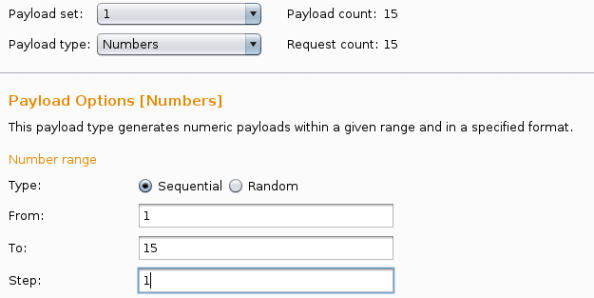 Payload set: 1 Payload count: 15
Payload type: Numbers Request count: 15
Payload Options [Numbers]
This payload type generates numeric payloads within a given range and in a specified format.
Number range
Type: Sequential Random
From: 1
To: 15
Step: 1